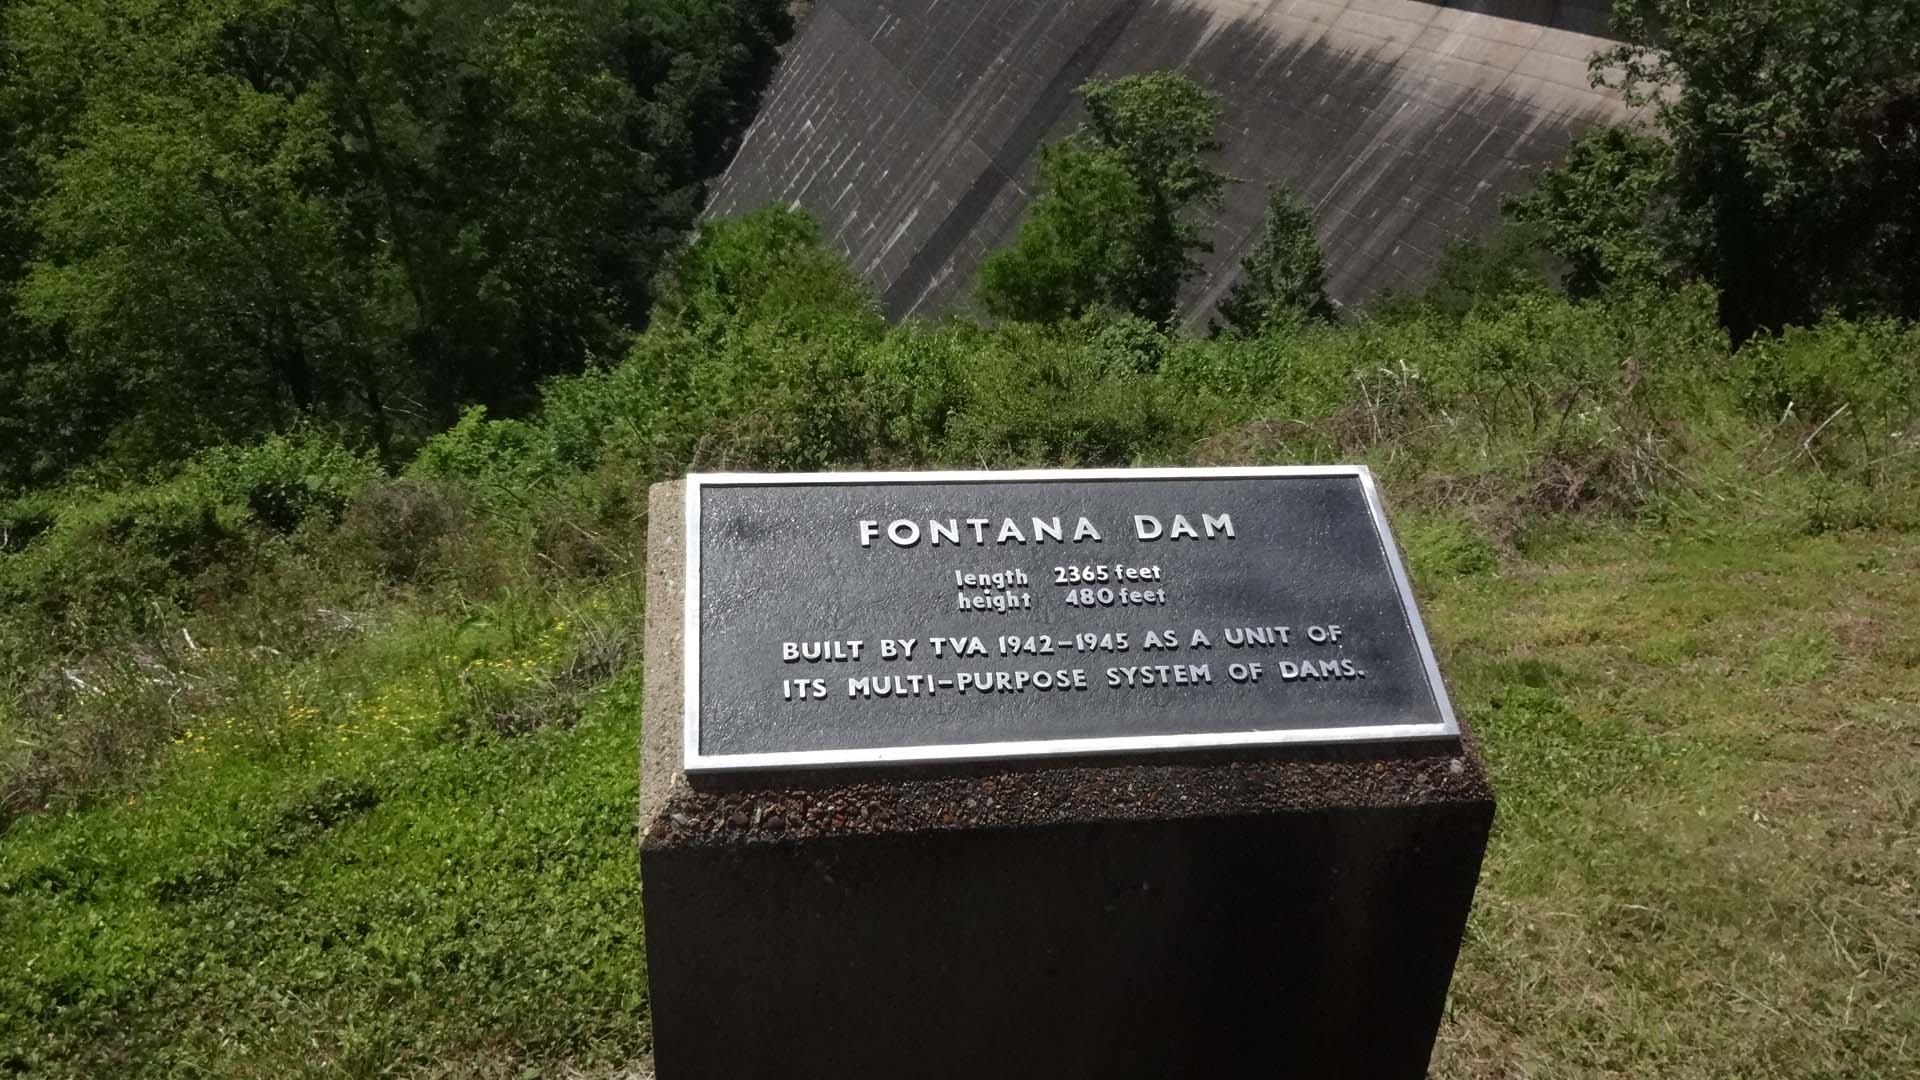 FONTANA DAM
length 2365 feet
height 480 feet
BUILT BY TVA 1942-1945 AS A UNIT OF
ITS MULTI-PURPOSE SYSTEM OF DAMS.